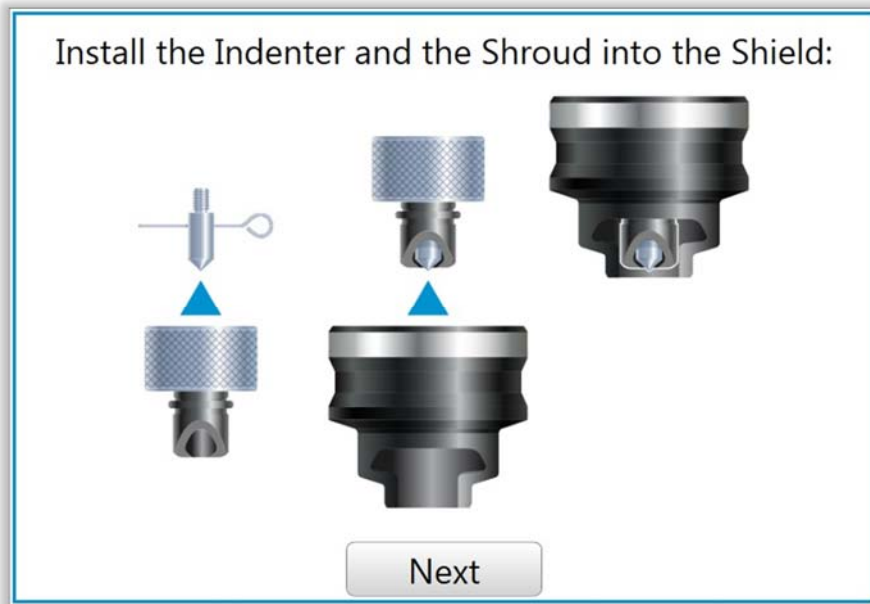 Install the Indenter and the Shroud into the Shield:
Next